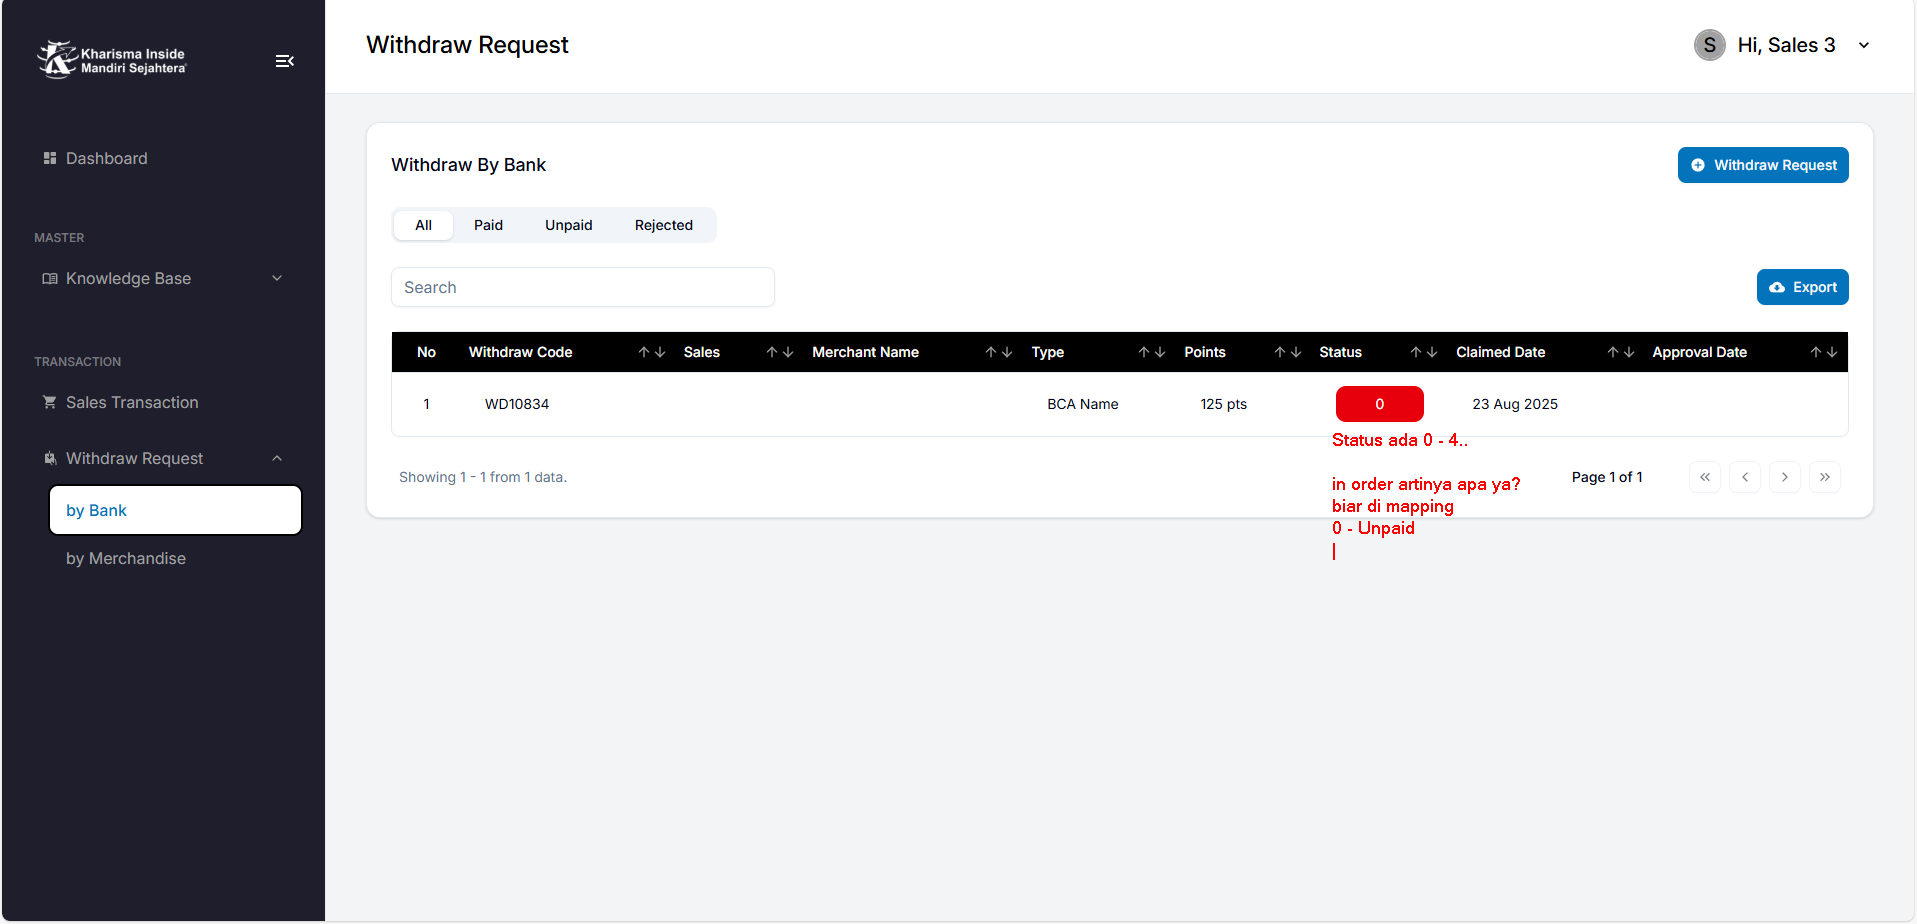 Kharisma Inside
Mandiri Sejahtera
Withdraw Request
S Hi, Sales 3
Dashboard
MASTER
Knowledge Base
TRANSACTION
Sales Transaction
Withdraw Request
by Bank
by Merchandise
Withdraw By Bank
Withdraw Request
All Paid Unpaid Rejected
Search
Export
No Withdraw Code Sales Merchant Name Type Points Status Claimed Date Approval Date
1 WD10834 BCA Name 125 pts 0 23 Aug 2025
Status ada 0 - 4..
in order artinya apa ya?
biar di mapping
0 - Unpaid
Showing 1 - 1 from 1 data.
Page 1 of 1